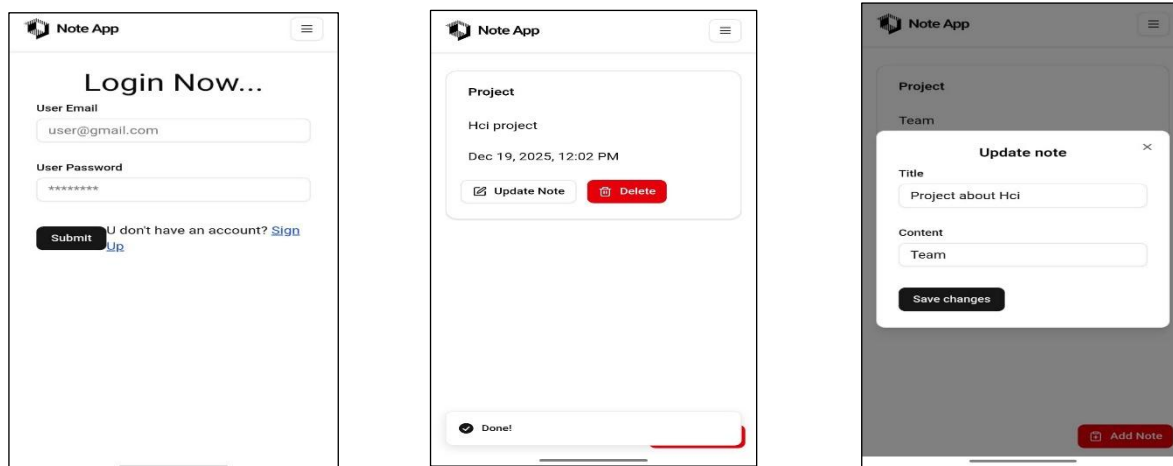 Note App
Login Now...
User Email
user@gmail.com
User Password
********
Submit
U don't have an account? Sign
Up
Note App
Project
Hci project
Dec 19, 2025, 12:02 PM
Update Note
Delete
Done!
Note App
Project
Team
Update note
Title
Project about Hci
Content
Team
Save changes
Add Note